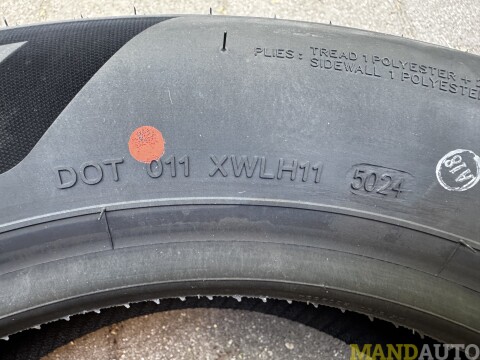 PLIES: TREAD 1 POLYESTER +
SIDEWALL 1 POLYESTER
DOT 011 XWLH11 5024
A18
MANDAUTO